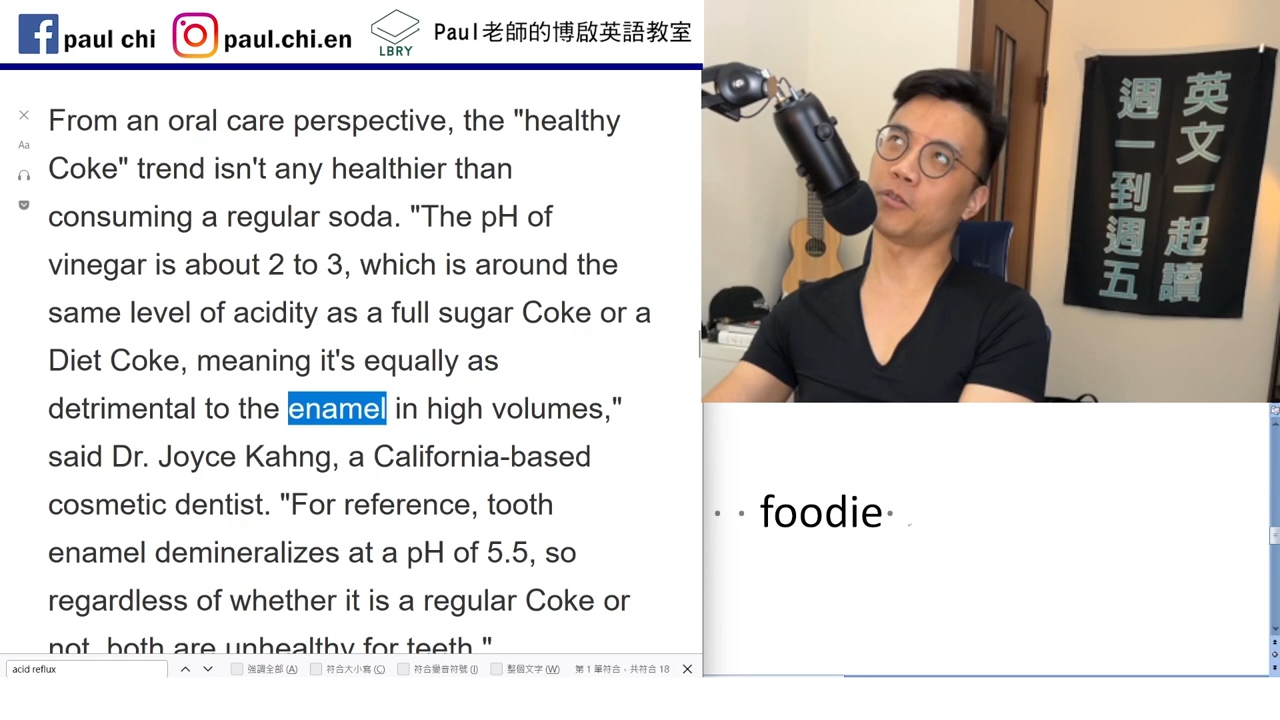 paul chi
paul.chi.en
LBRY
Paul老師的博啟英語教室
Aa
From an oral care perspective, the "healthy
Coke" trend isn't any healthier than
consuming a regular soda. "The pH of
vinegar is about 2 to 3, which is around the
same level of acidity as a full sugar Coke or a
Diet Coke, meaning it's equally as
detrimental to the enamel in high volumes,"
said Dr. Joyce Kahng, a California-based
cosmetic dentist. "For reference, tooth
enamel demineralizes at a pH of 5.5, so
regardless of whether it is a regular Coke or
not, both are unhealthy for teeth."
acid reflux
強調全部 (A)
符合大小寫 (C)
符合變音符號 (I)
整個文字 (W)
第 1 筆符合，共符合 18
英文一起讀
週一到週五
foodie